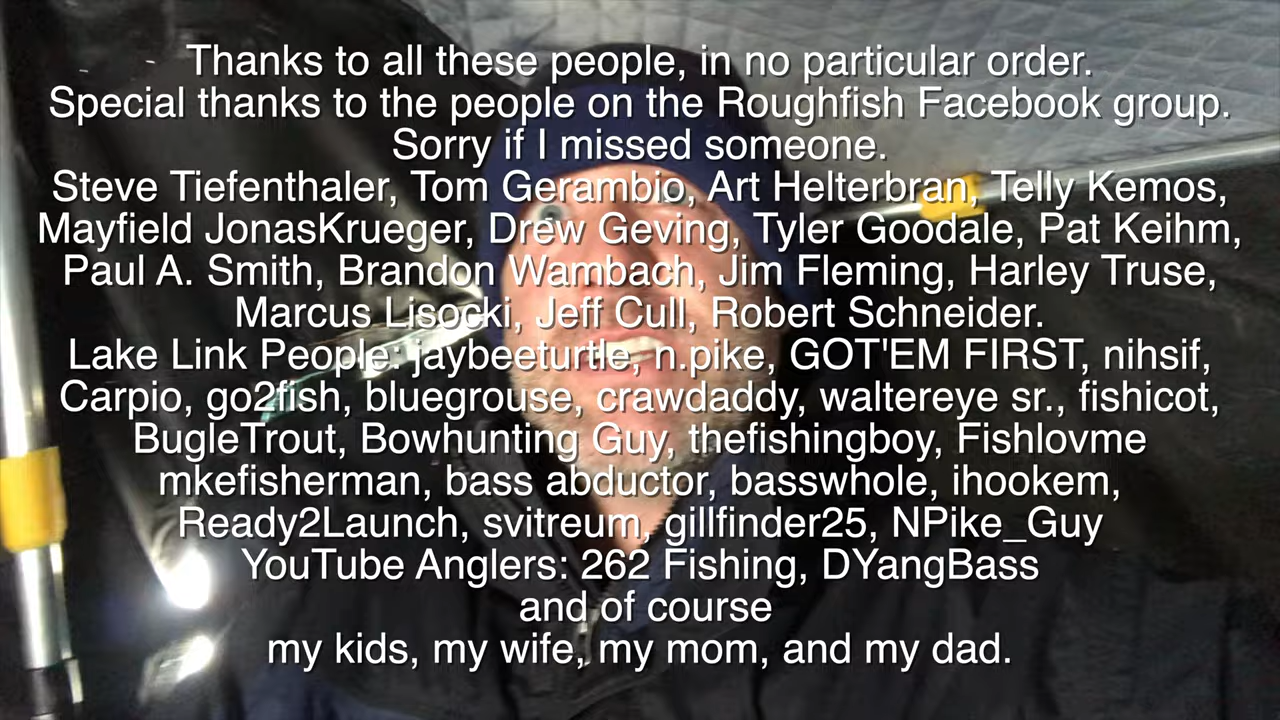 Thanks to all these people, in no particular order.
Special thanks to the people on the Roughfish Facebook group.
Sorry if I missed someone.
Steve Tiefenthaler, Tom Gerambio, Art Helterbran, Telly Kemos,
Mayfield JonasKrueger, Drew Geving, Tyler Goodale, Pat Keihm,
Paul A. Smith, Brandon Wambach, Jim Fleming, Harley Truse,
Marcus Lisocki, Jeff Cull, Robert Schneider.
Lake Link People: jaybeeturtle, n.pike, GOT'EM FIRST, nihsif,
Carpio, go2fish, bluegrouse, crawdaddy, waltereye sr., fishicot,
BugleTrout, Bowhunting Guy, thefishingboy, Fishlovme
mkefisherman, bass abductor, basswhole, ihookem,
Ready2Launch, svitreum, gillfinder25, NPike_Guy
YouTube Anglers: 262 Fishing, DYangBass
and of course
my kids, my wife, my mom, and my dad.